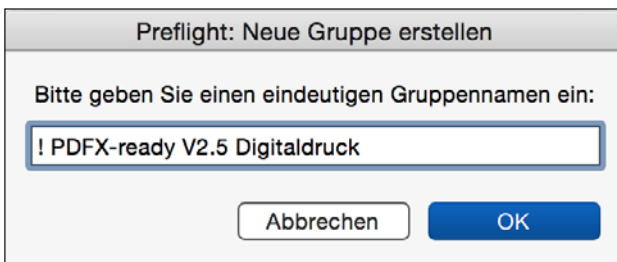 Preflight: Neue Gruppe erstellen
Bitte geben Sie einen eindeutigen Gruppennamen ein:
! PDFX-ready V2.5 Digitaldruck
Abbrechen
OK